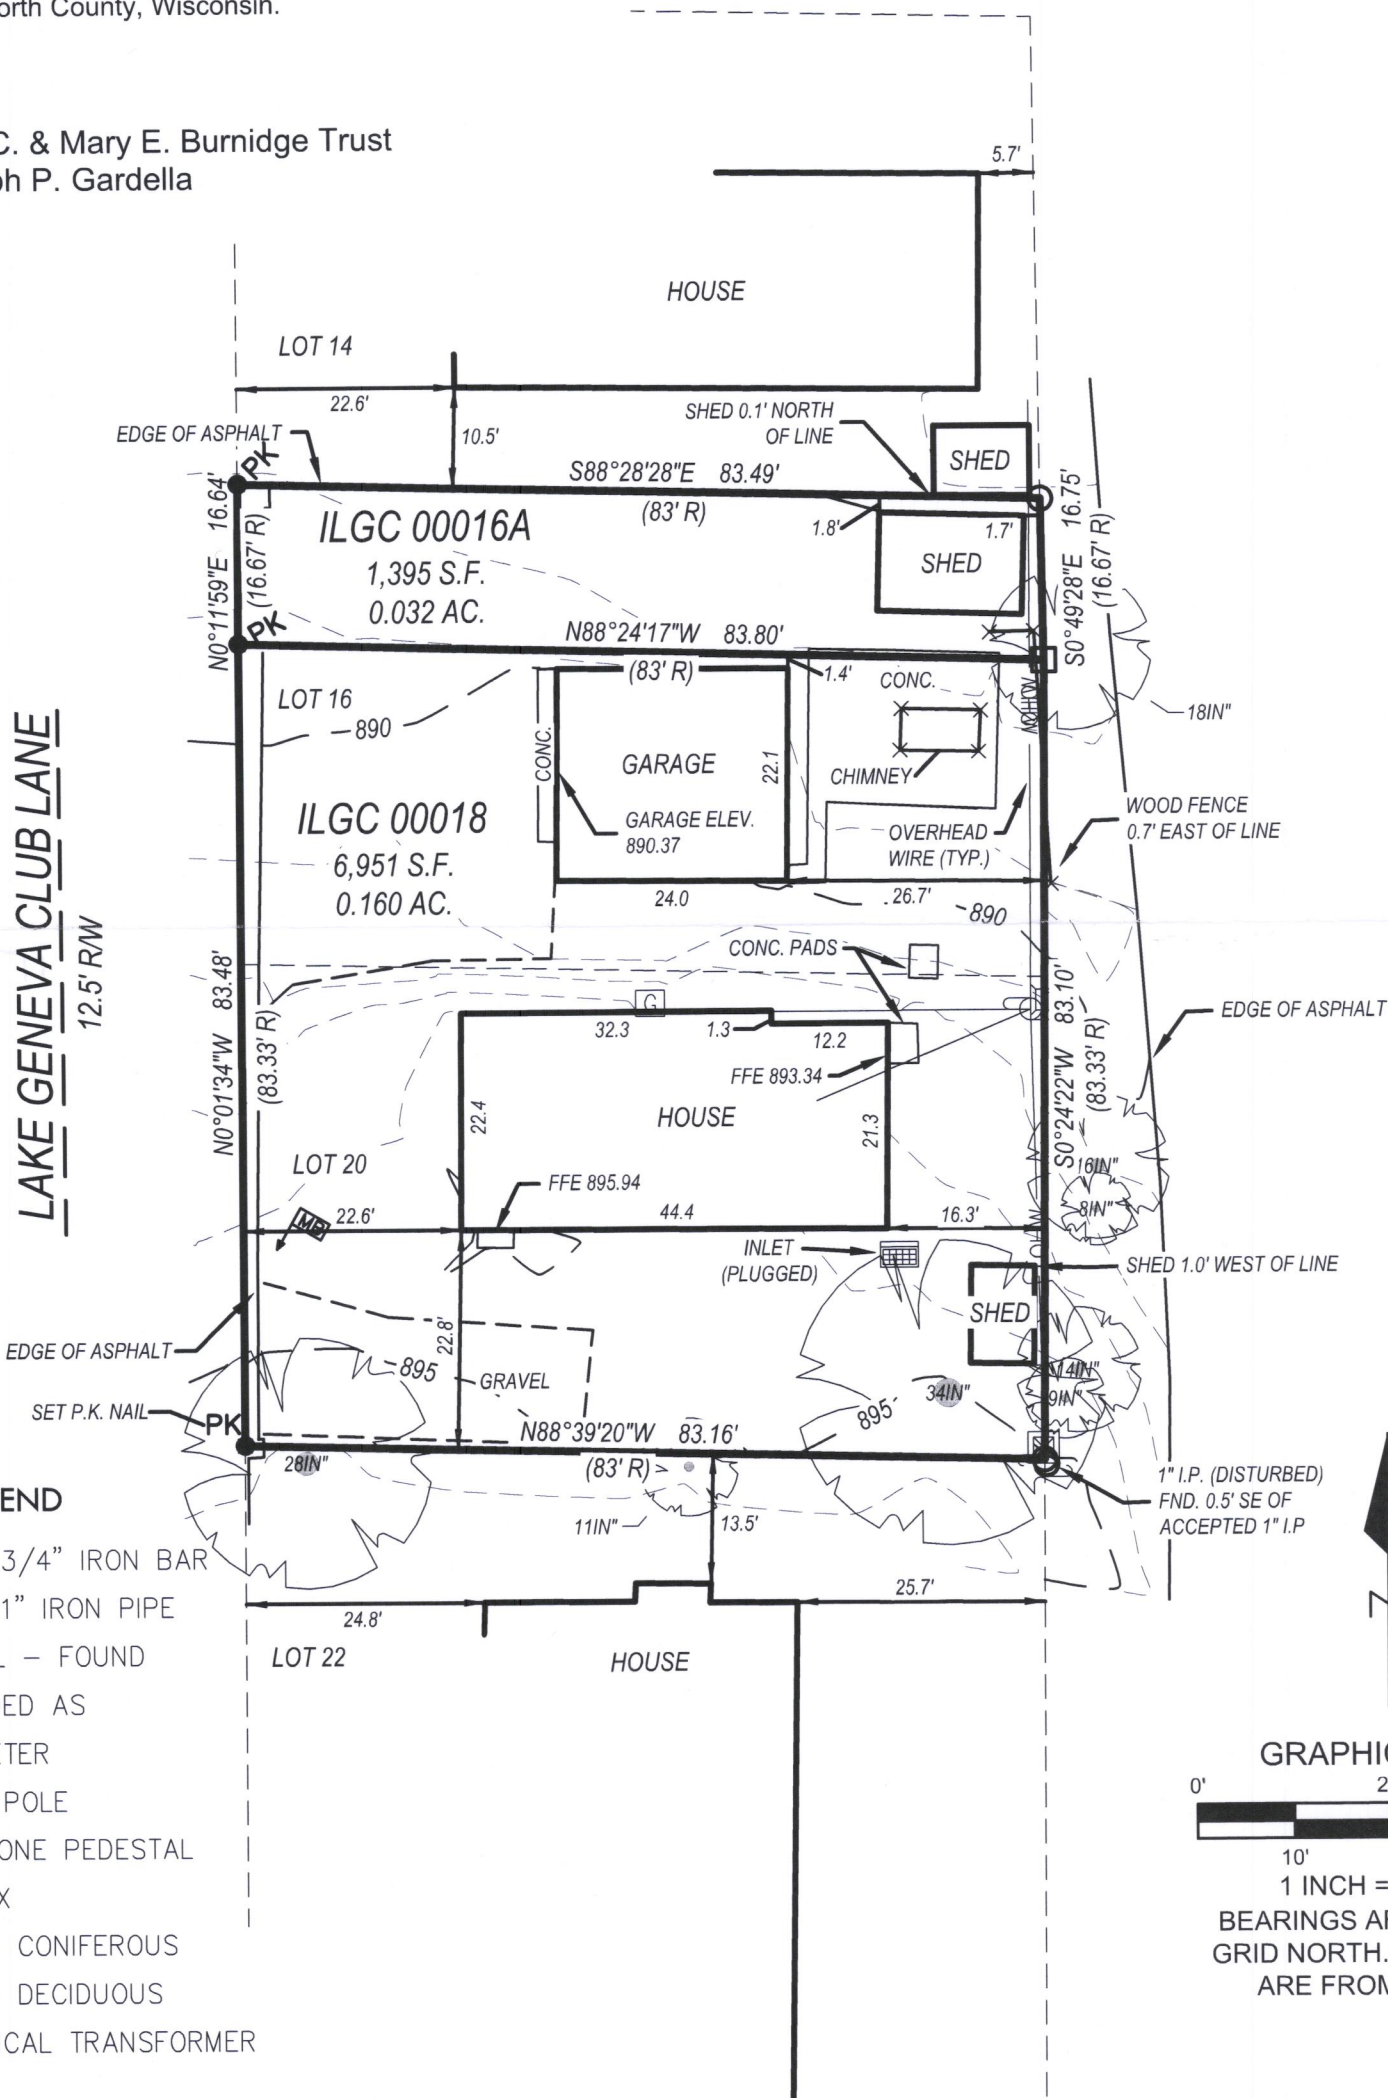 orth County, Wisconsin.
C. & Mary E. Burnidge Trust
ph P. Gardella
5.7'
HOUSE
LOT 14
22.6'
10.5'
SHED 0.1' NORTH
OF LINE
EDGE OF ASPHALT
PK
SHED
S88°28'28"E 83.49'
(83' R)
N0°11'59"E 16.64'
(16.67' R)
ILGC 00016A
1,395 S.F.
0.032 AC.
1.8'
1.7'
SHED
S0°49'28"E 16.75'
(16.67' R)
PK
N88°24'17"W 83.80'
(83' R)
1.4'
LOT 16
890
CONC.
18IN"
CONC.
GARAGE
22.1
CHIMNEY
GARAGE ELEV.
890.37
ILGC 00018
6,951 S.F.
0.160 AC.
OVERHEAD
WIRE (TYP.)
WOOD FENCE
0.7' EAST OF LINE
24.0
26.7'
890
LAKE GENEVA CLUB LANE
12.5' R/W
CONC. PADS
N0°01'34"W 83.48'
(83.33' R)
G
32.3
1.3
12.2
FFE 893.34
EDGE OF ASPHALT
S0°24'22"W 83.10'
(83.33' R)
22.4
HOUSE
21.3
LOT 20
FFE 895.94
16IN"
8IN"
MB
22.6'
44.4
16.3'
INLET
(PLUGGED)
SHED 1.0' WEST OF LINE
SHED
EDGE OF ASPHALT
22.8'
895
GRAVEL
14IN"
34IN"
9IN"
895
SET P.K. NAIL
PK
N88°39'20"W 83.16'
(83' R)
28IN"
11IN"
13.5'
1" I.P. (DISTURBED)
FND. 0.5' SE OF
ACCEPTED 1" I.P
END
3/4" IRON BAR
1" IRON PIPE
L – FOUND
ED AS
TER
POLE
ONE PEDESTAL
X
CONIFEROUS
DECIDUOUS
CAL TRANSFORMER
24.8'
25.7'
LOT 22
HOUSE
GRAPHIC
0'
2
10'
1 INCH =
BEARINGS A
GRID NORTH.
ARE FROM